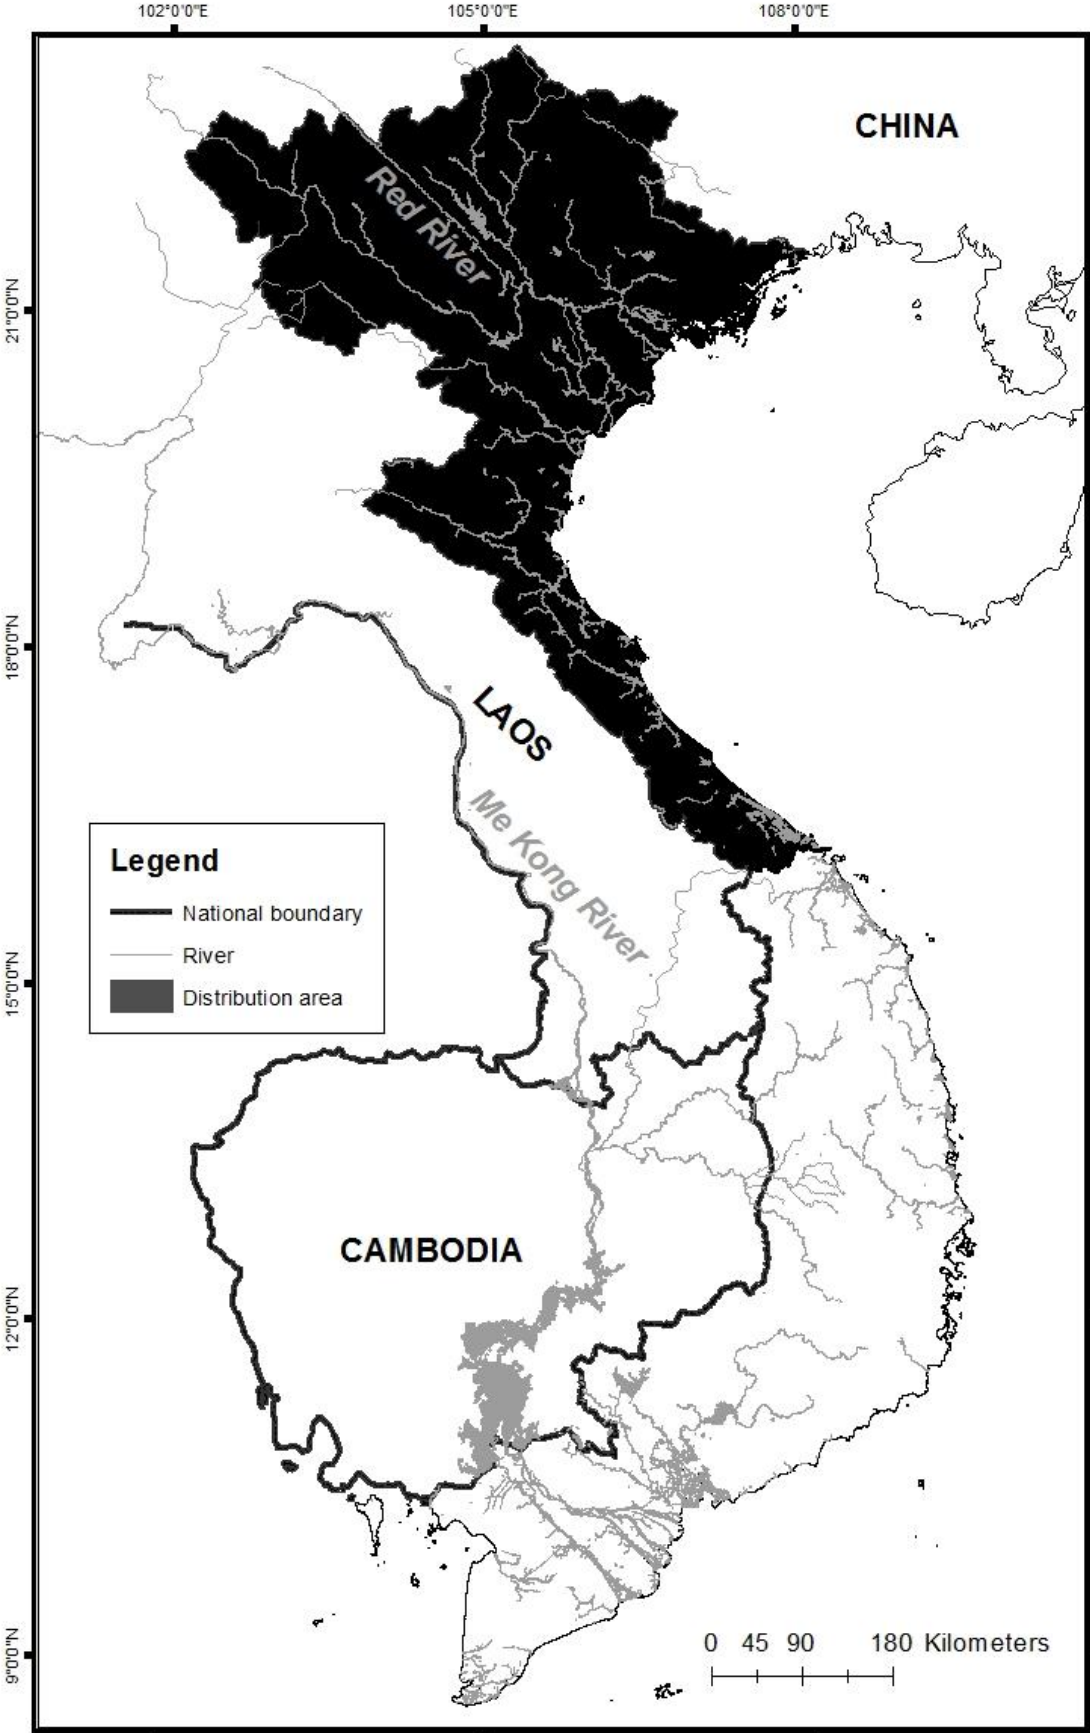 102°0'0"E
105°0'0"E
108°0'0"E
CHINA
Red River
21°0'0"N
18°0'0"N
LAOS
Me Kong River
Legend
National boundary
River
Distribution area
15°0'0"N
CAMBODIA
12°0'0"N
9°0'0"N
0 45 90 180 Kilometers